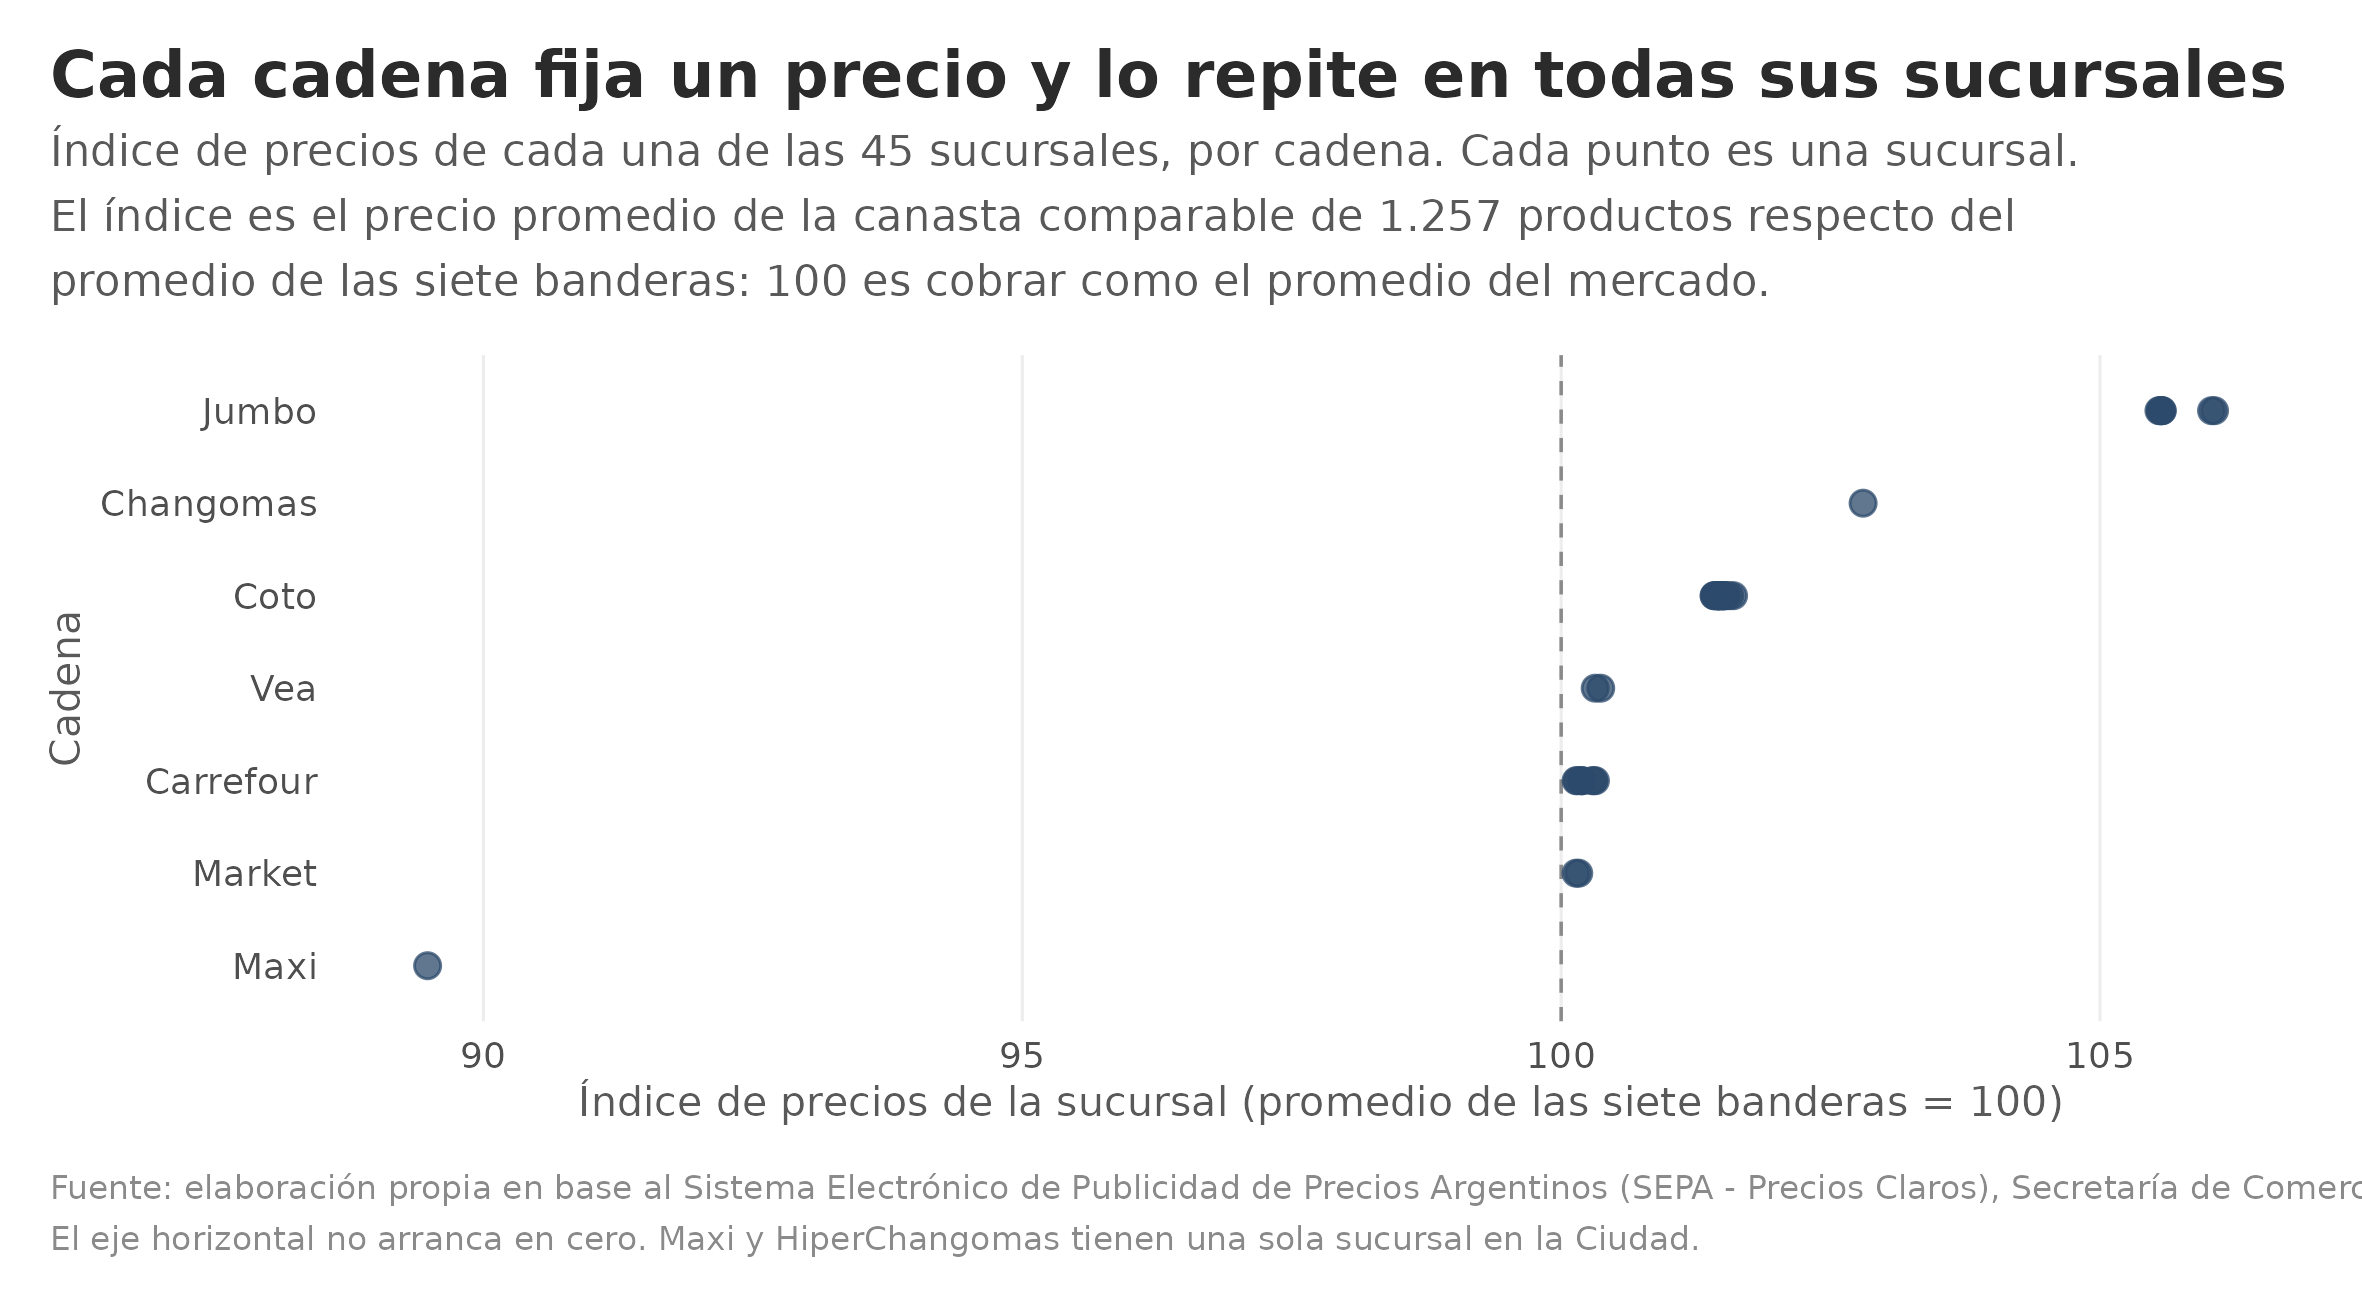 Cada cadena fija un precio y lo repite en todas sus sucursales
Índice de precios de cada una de las 45 sucursales, por cadena. Cada punto es una sucursal.
El índice es el precio promedio de la canasta comparable de 1.257 productos respecto del
promedio de las siete banderas: 100 es cobrar como el promedio del mercado.
Cadena
Jumbo
Changomas
Coto
Vea
Carrefour
Market
Maxi
90 95 100 105
Índice de precios de la sucursal (promedio de las siete banderas = 100)
Fuente: elaboración propia en base al Sistema Electrónico de Publicidad de Precios Argentinos (SEPA - Precios Claros), Secretaría de
El eje horizontal no arranca en cero. Maxi y HiperChangomas tienen una sola sucursal en la Ciudad.